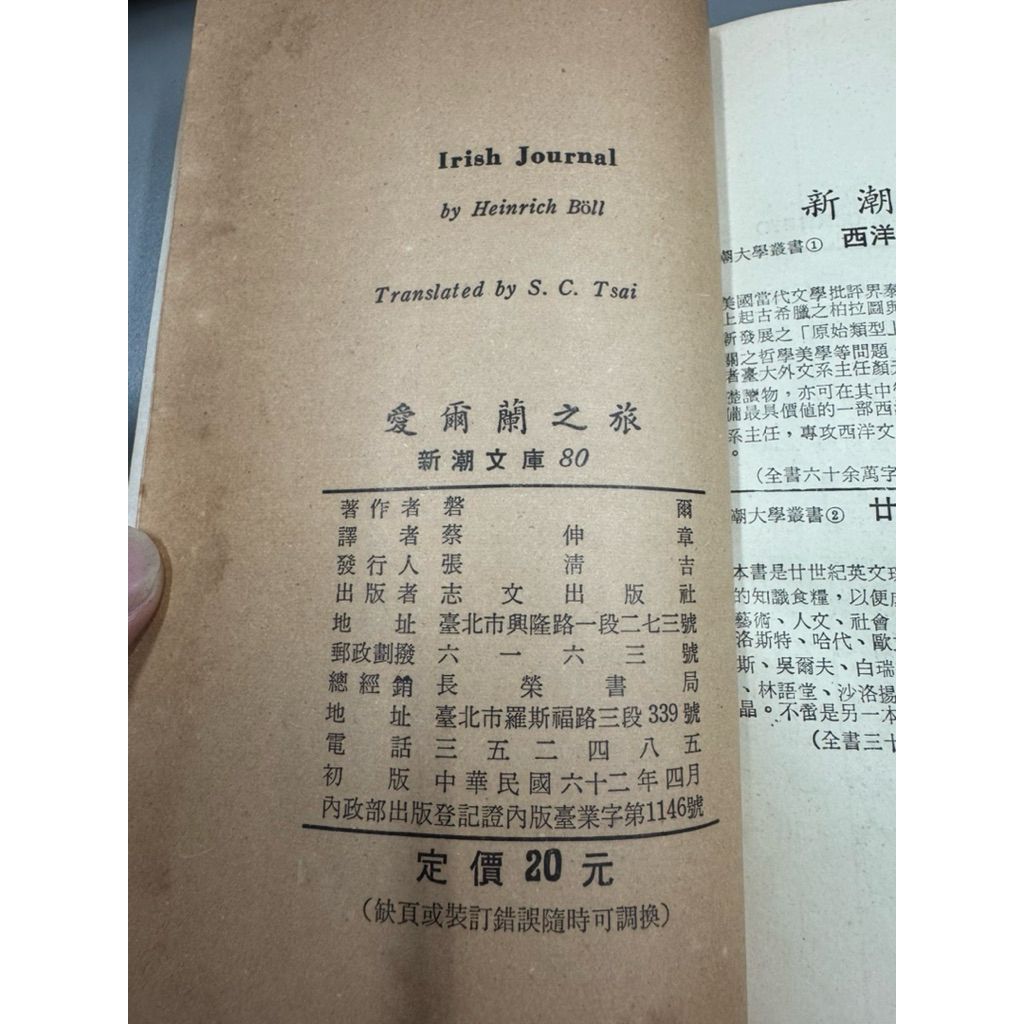 Irish Journal
by Heinrich Böll
Translated by S. C. Tsai
愛爾蘭之旅
新潮文庫 80
著作者 磐爾
譯者 蔡伸章
發行人 張淸吉
出版者 志文出版社
地址 臺北市興隆路一段二七三號
郵政劃撥 六一六三號
總經銷 長榮書局
地址 臺北市羅斯福路三段339號
電話 三五二四八五
初版 中華民國六十二年四月
內政部出版登記證內版臺業字第1146號
定價20元
（缺頁或裝訂錯誤隨時可調換）
新潮
潮大學叢書① 西洋
美國當代文學批評界泰
上起古希臘之柏拉圖與
新發展之「原始類型」
關之哲學美學等問題，
者臺大外文系主任顏元
礎讀物，亦可在其中
備最具價値的一部西
系主任，專攻西洋文
。
（全書六十余萬字
潮大學叢書② 廿
本書是廿世紀英文
的知識食糧，以便
藝術、人文、社會
洛斯特、哈代、歐
斯、吳爾夫、白瑞
、林語堂、沙洛揚
晶。不啻是另一本
（全書三十